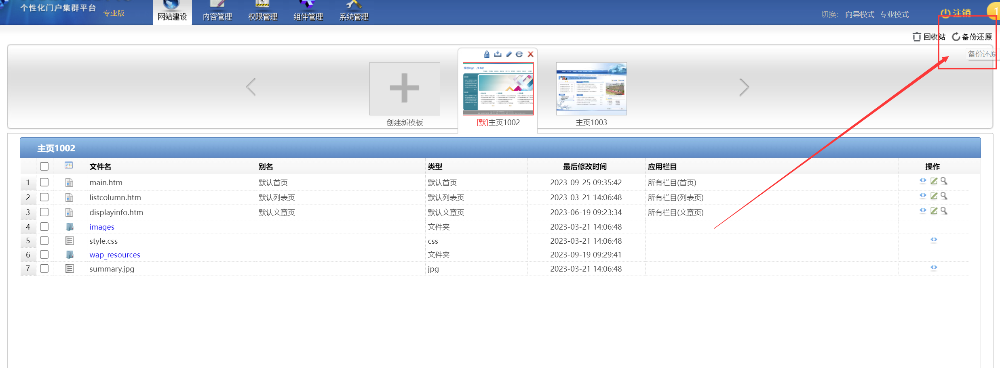 个性化门户集群平台
专业版
网站建设
内容管理
权限管理
组件管理
系统管理
切换： 向导模式 专业模式
注销
1
回收站 备份还原
备份还原
学校logo
创建新模板
[默]主页1002
主页1003
主页1002
文件名 别名 类型 最后修改时间 应用栏目 操作
1 main.htm 默认首页 默认首页 2023-09-25 09:35:42 所有栏目(首页)
2 listcolumn.htm 默认列表页 默认列表页 2023-03-21 14:06:48 所有栏目(列表页)
3 displayinfo.htm 默认文章页 默认文章页 2023-06-19 09:23:34 所有栏目(文章页)
4 images 文件夹 2023-03-21 14:06:48
5 style.css css 2023-03-21 14:06:48
6 wap_resources 文件夹 2023-09-19 09:29:41
7 summary.jpg jpg 2023-03-21 14:06:48